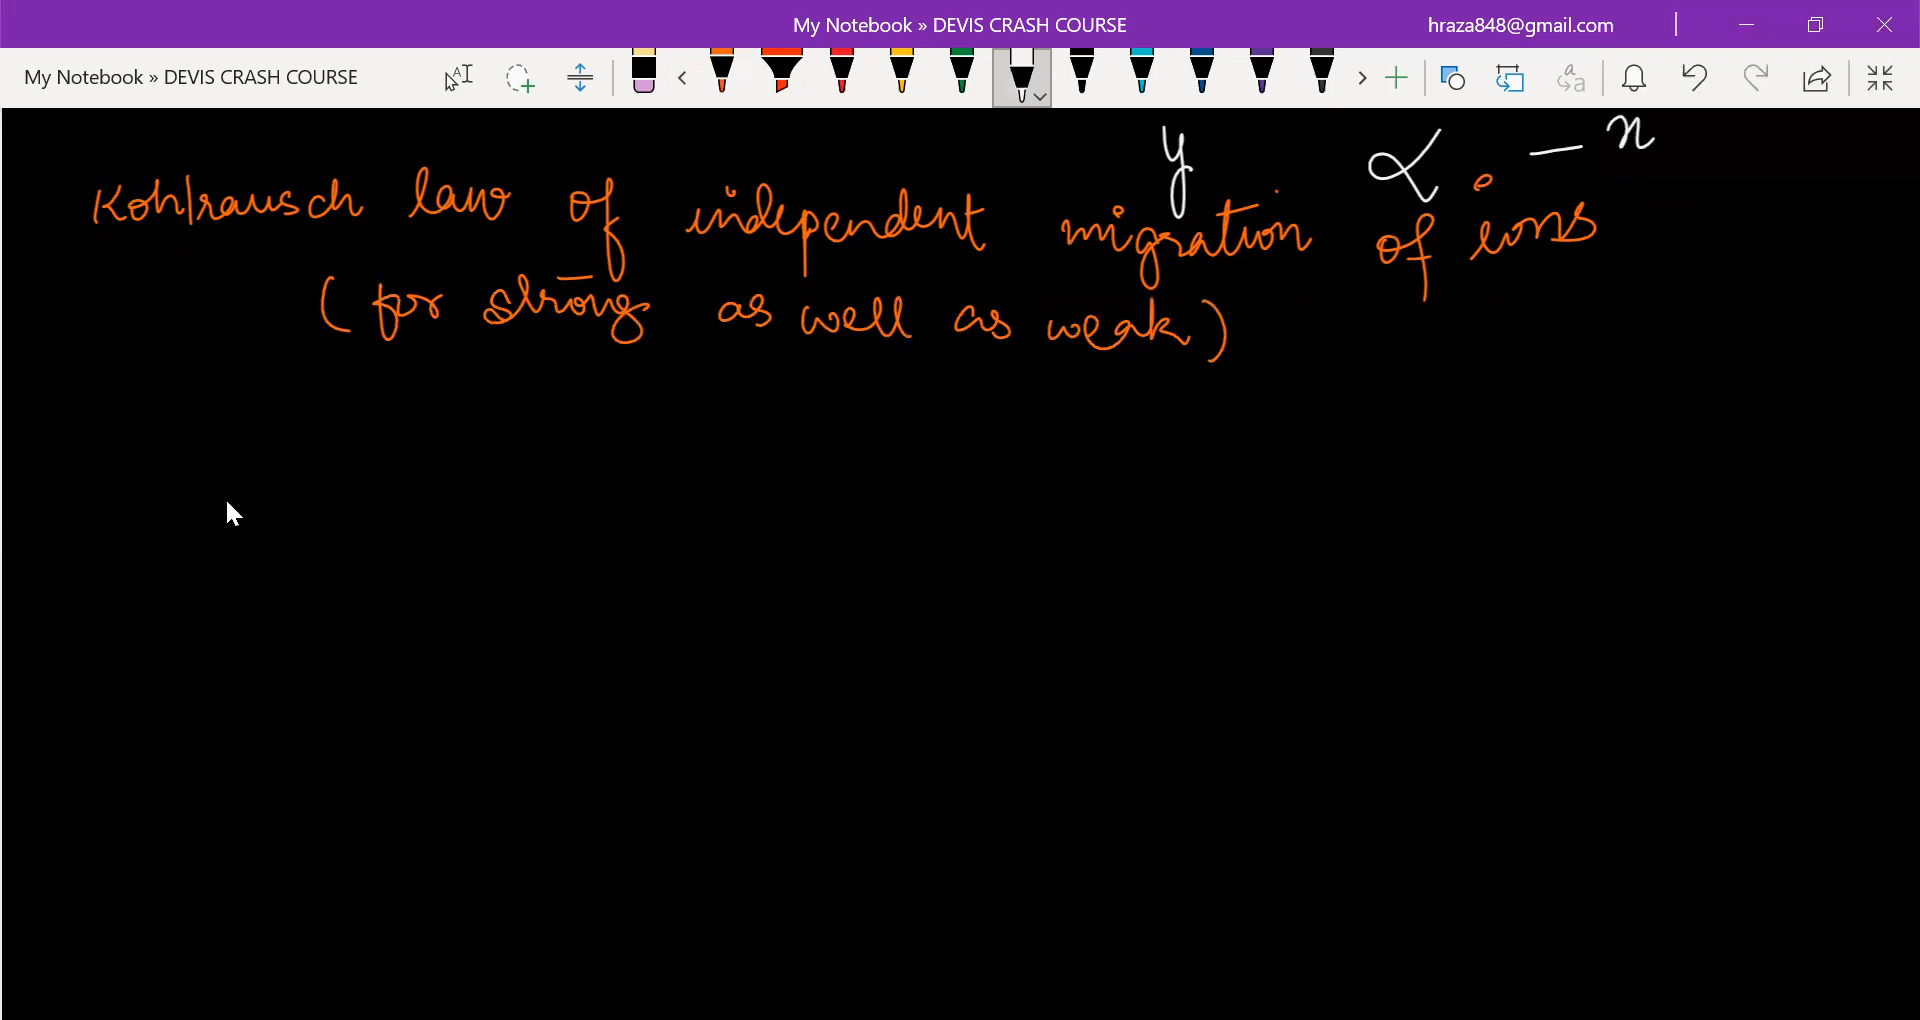 My Notebook » DEVIS CRASH COURSE
hraza848@gmail.com
My Notebook » DEVIS CRASH COURSE
y ∝ - x
Kohlrausch law of independent migration of ions
(for strong as well as weak)